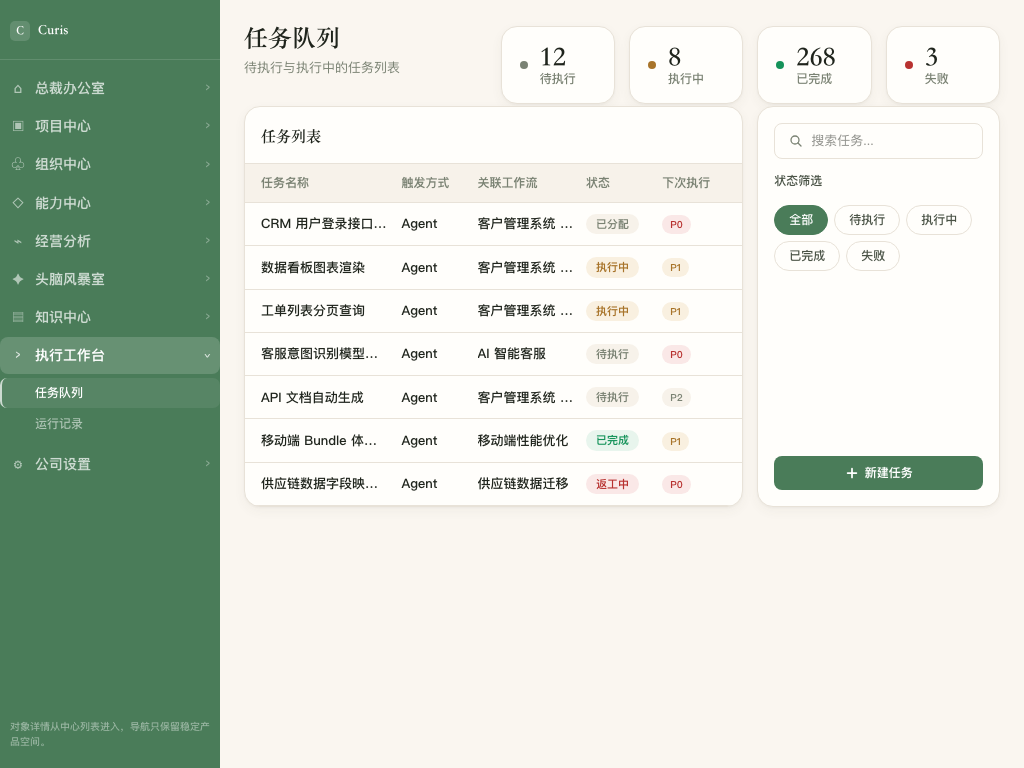 C Curis
总裁办公室
项目中心
组织中心
能力中心
经营分析
头脑风暴室
知识中心
执行工作台
任务队列
运行记录
公司设置
对象详情从中心列表进入，导航只保留稳定产
品空间。
任务队列
待执行与执行中的任务列表
12
待执行
8
执行中
268
已完成
3
失败
任务列表
任务名称 触发方式 关联工作流 状态 下次执行
CRM 用户登录接口... Agent 客户管理系统 ... 已分配 P0
数据看板图表渲染 Agent 客户管理系统 ... 执行中 P1
工单列表分页查询 Agent 客户管理系统 ... 执行中 P1
客服意图识别模型... Agent AI 智能客服 待执行 P0
API 文档自动生成 Agent 客户管理系统 ... 待执行 P2
移动端 Bundle 体... Agent 移动端性能优化 已完成 P1
供应链数据字段映... Agent 供应链数据迁移 返工中 P0
搜索任务...
状态筛选
全部 待执行 执行中
已完成 失败
新建任务